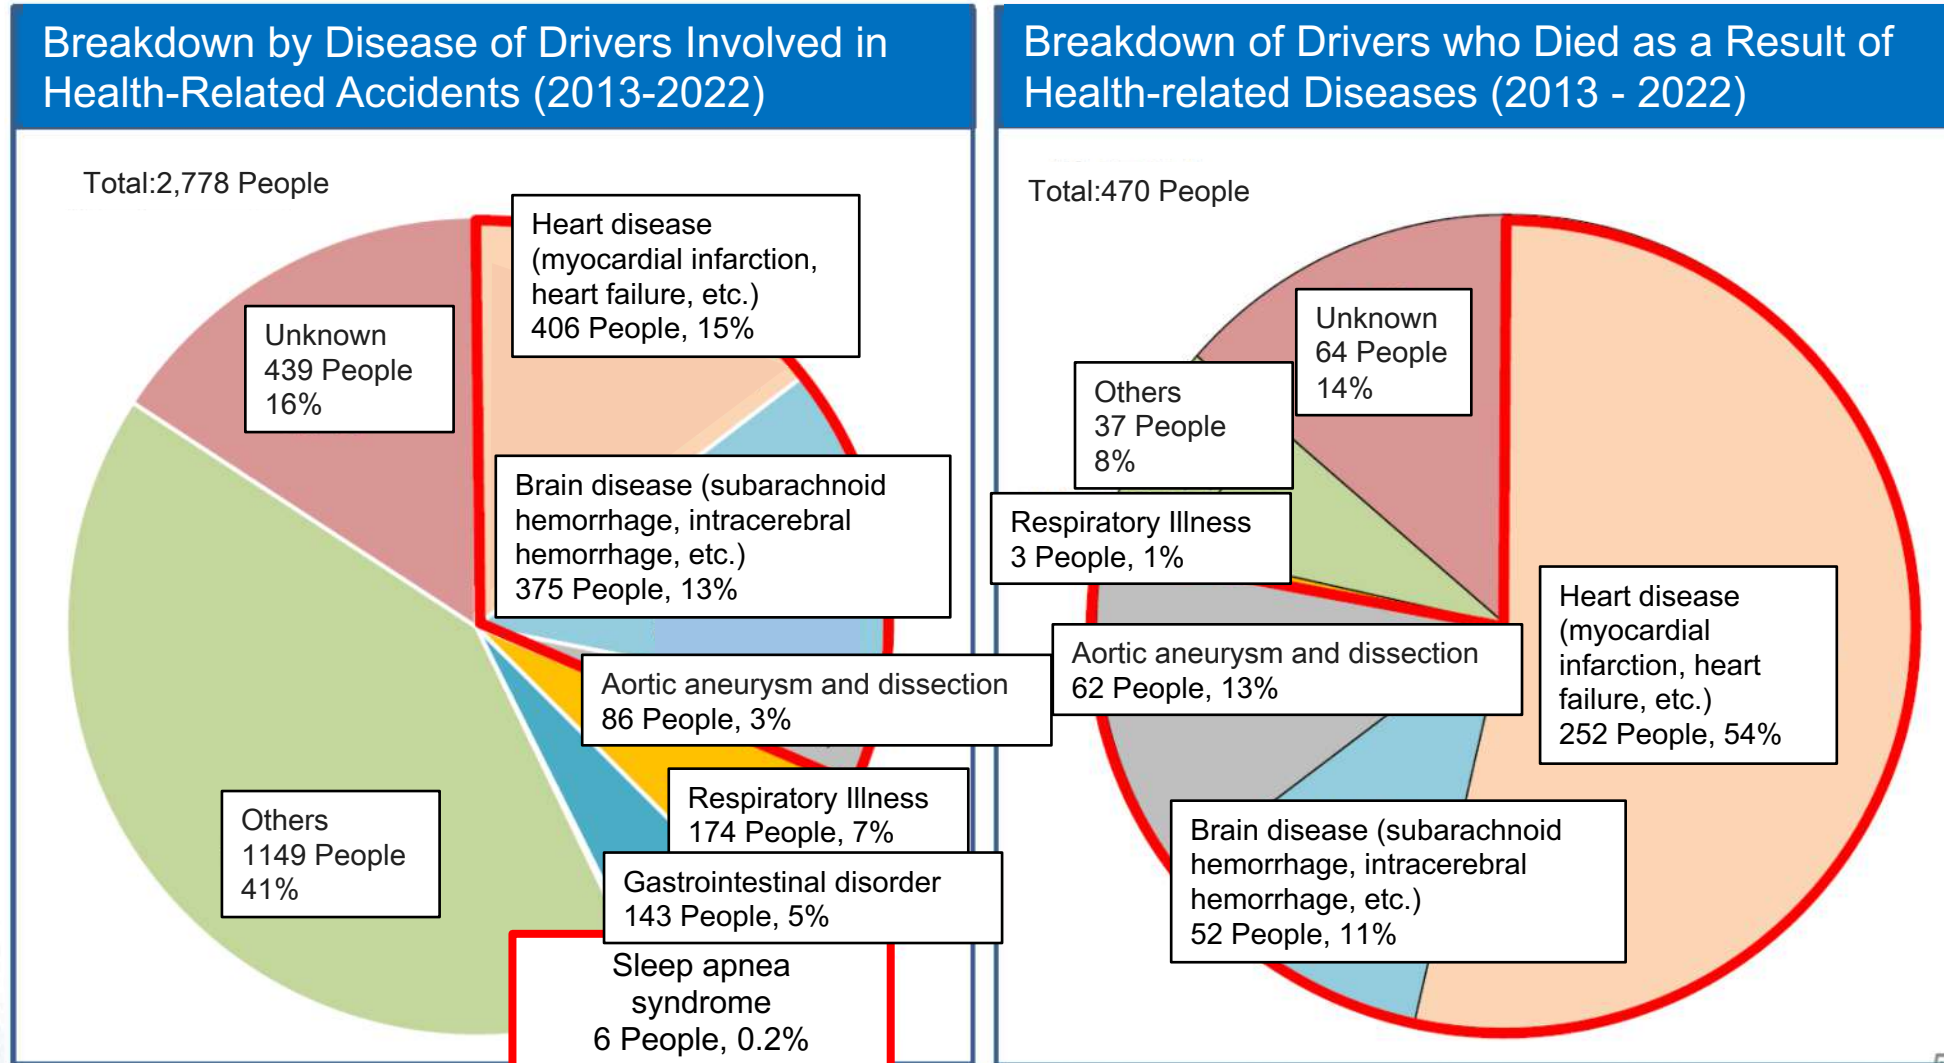 Breakdown by Disease of Drivers Involved in
Health-Related Accidents (2013-2022)
Total:2,778 People
Heart disease
(myocardial infarction,
heart failure, etc.)
406 People, 15%
Unknown
439 People
16%
Brain disease (subarachnoid
hemorrhage, intracerebral
hemorrhage, etc.)
375 People, 13%
Aortic aneurysm and dissection
86 People, 3%
Respiratory Illness
174 People, 7%
Others
1149 People
41%
Gastrointestinal disorder
143 People, 5%
Sleep apnea
syndrome
6 People, 0.2%
Breakdown of Drivers who Died as a Result of
Health-related Diseases (2013 - 2022)
Total:470 People
Unknown
64 People
14%
Others
37 People
8%
Respiratory Illness
3 People, 1%
Heart disease
(myocardial
infarction, heart
failure, etc.)
252 People, 54%
Aortic aneurysm and dissection
62 People, 13%
Brain disease (subarachnoid
hemorrhage, intracerebral
hemorrhage, etc.)
52 People, 11%